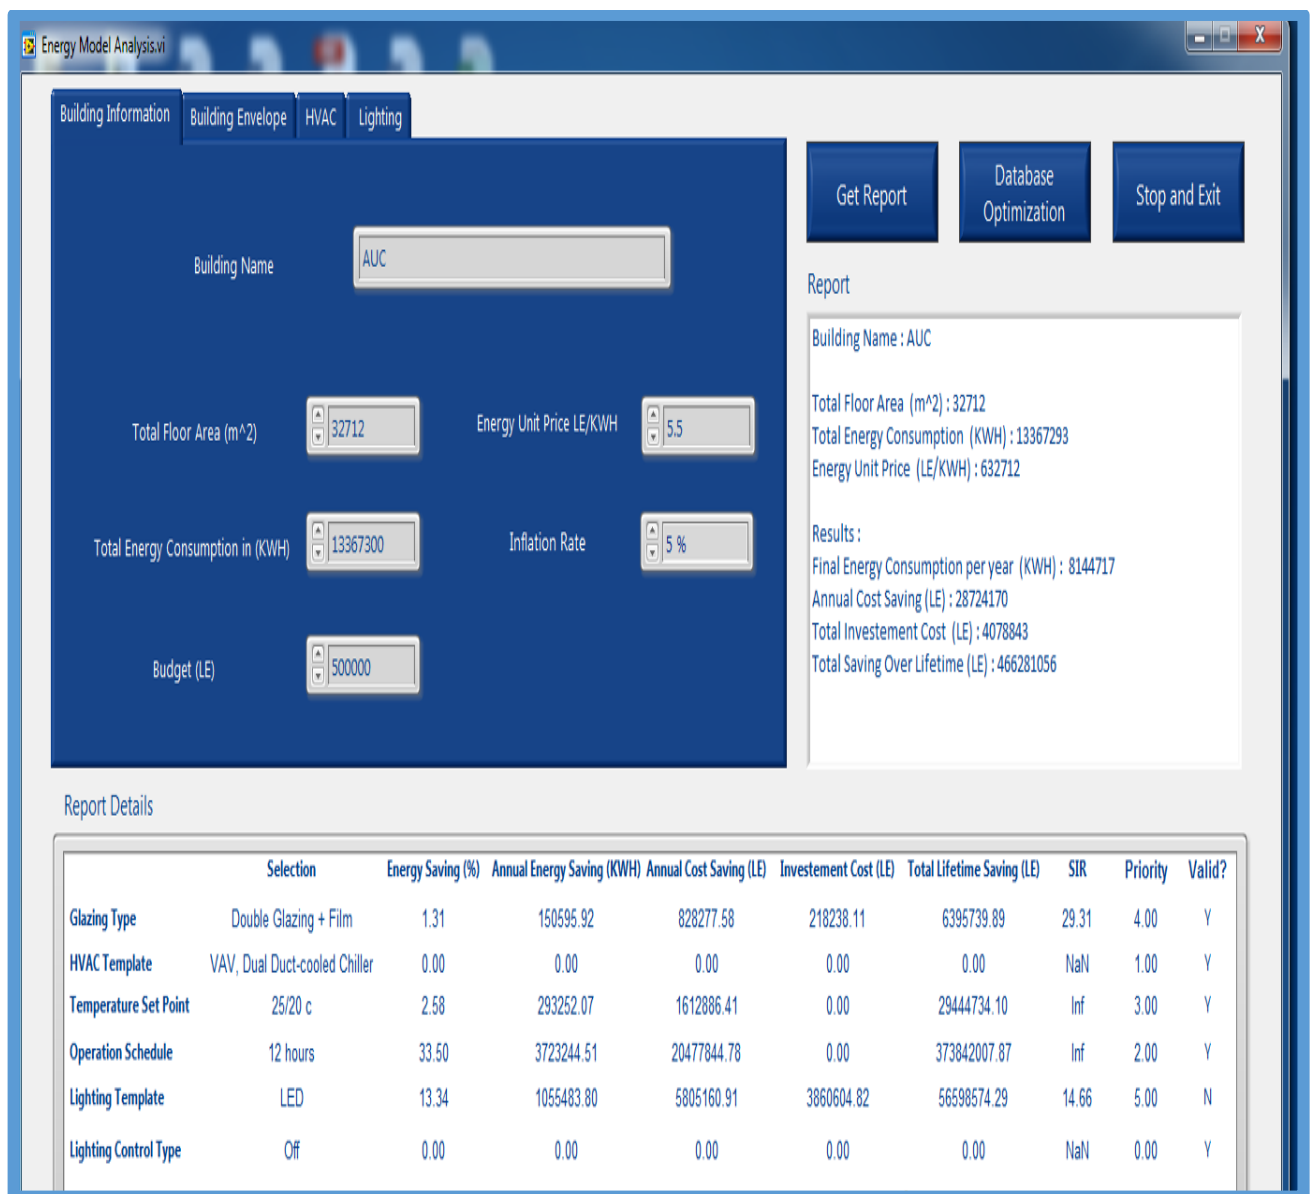 Energy Model Analysis.vi
X
Building Information Building Envelope HVAC Lighting
Get Report
Database
Optimization
Stop and Exit
Building Name AUC
Total Floor Area (m^2) 32712
Energy Unit Price LE/KWH 5.5
Total Energy Consumption in (KWH) 13367300
Inflation Rate 5 %
Budget (LE) 500000
Report
Building Name : AUC
Total Floor Area (m^2) : 32712
Total Energy Consumption (KWH) : 13367293
Energy Unit Price (LE/KWH) : 632712
Results :
Final Energy Consumption per year (KWH) : 8144717
Annual Cost Saving (LE) : 28724170
Total Investement Cost (LE) : 4078843
Total Saving Over Lifetime (LE) : 466281056
Report Details
Selection Energy Saving (%) Annual Energy Saving (KWH) Annual Cost Saving (LE) Investement Cost (LE) Total Lifetime Saving (LE) SIR Priority Valid?
Glazing Type Double Glazing + Film 1.31 150595.92 828277.58 218238.11 6395739.89 29.31 4.00 Y
HVAC Template VAV, Dual Duct-cooled Chiller 0.00 0.00 0.00 0.00 0.00 NaN 1.00 Y
Temperature Set Point 25/20 c 2.58 293252.07 1612886.41 0.00 29444734.10 Inf 3.00 Y
Operation Schedule 12 hours 33.50 3723244.51 20477844.78 0.00 373842007.87 Inf 2.00 Y
Lighting Template LED 13.34 1055483.80 5805160.91 3860604.82 56598574.29 14.66 5.00 N
Lighting Control Type Off 0.00 0.00 0.00 0.00 0.00 NaN 0.00 Y